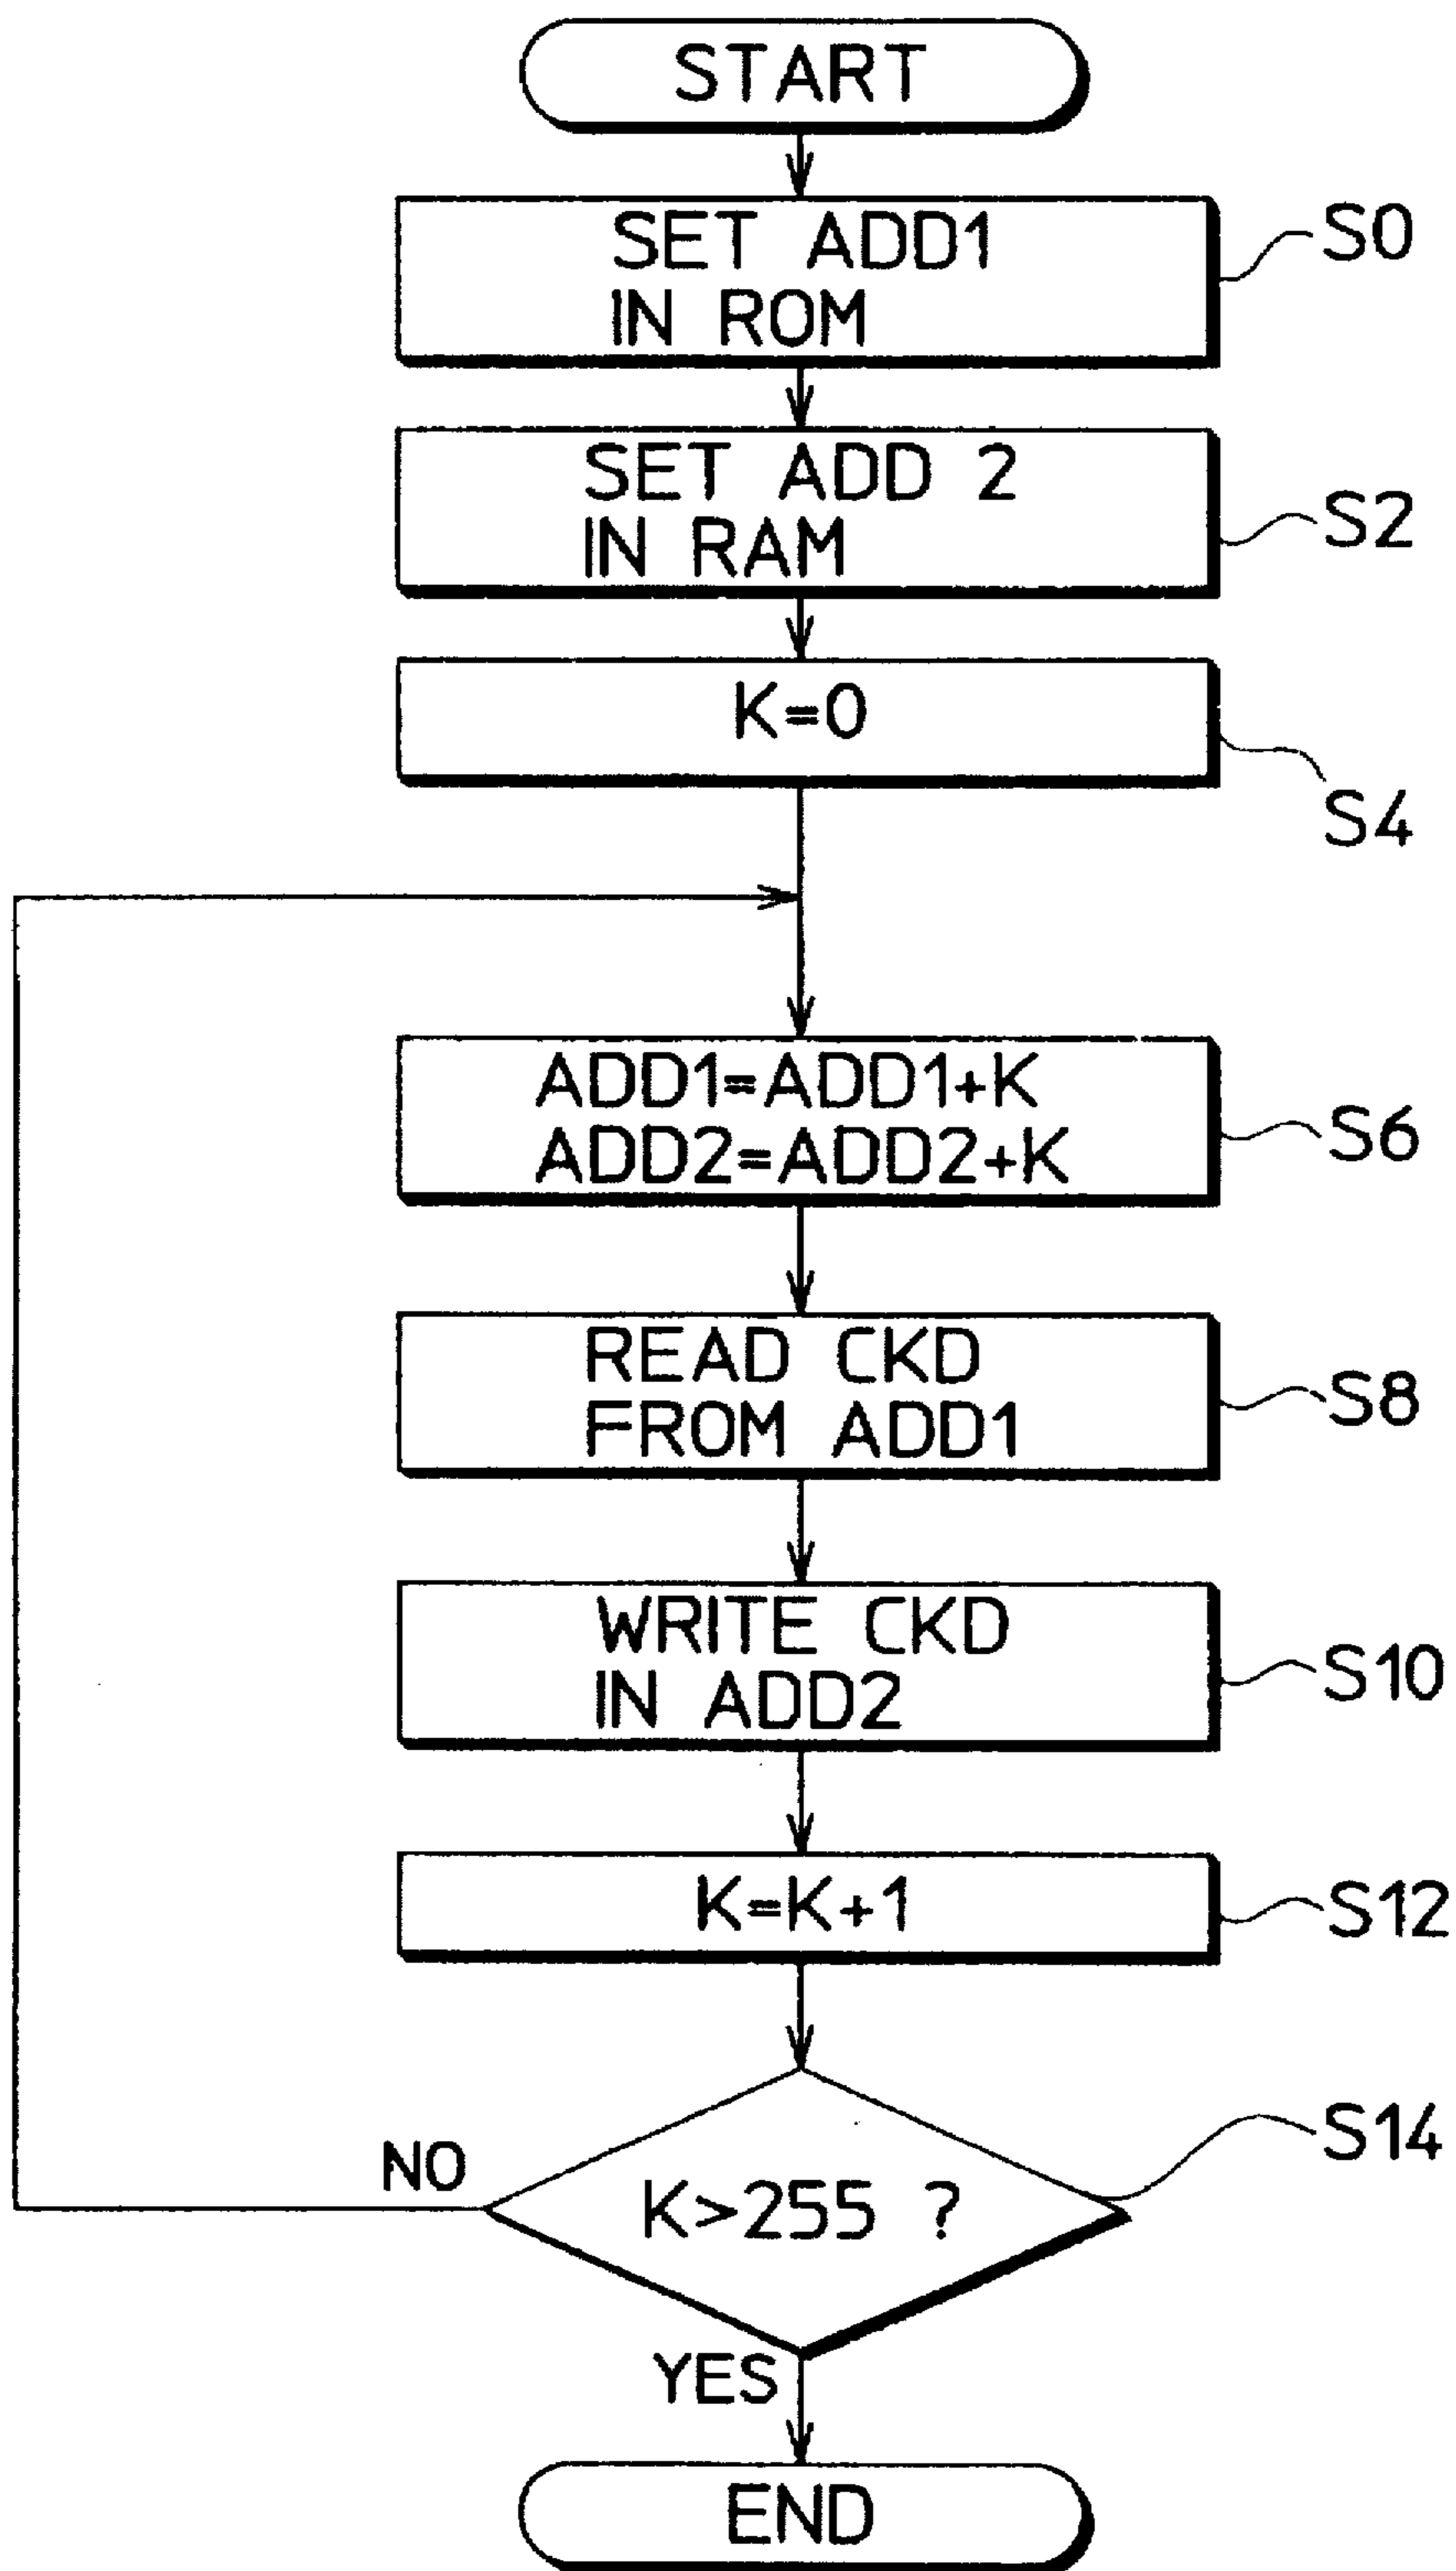 START
SET ADD1
IN ROM
S0
SET ADD 2
IN RAM
S2
K=0
S4
ADD1=ADD1+K
ADD2=ADD2+K
S6
READ CKD
FROM ADD1
S8
WRITE CKD
IN ADD2
S10
K=K+1
S12
S14
NO
K>255 ?
YES
END